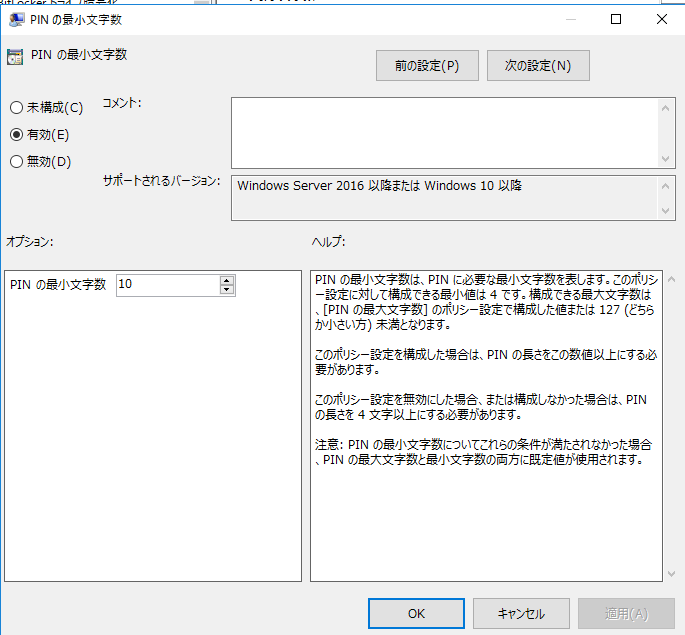 PIN の最小文字数
PIN の最小文字数
前の設定(P)
次の設定(N)
未構成(C)
有効(E)
無効(D)
コメント:
サポートされるバージョン:
Windows Server 2016 以降または Windows 10 以降
オプション:
ヘルプ:
PIN の最小文字数 10
PIN の最小文字数は、PIN に必要な最小文字数を表します。このポリシ
ー設定に対して構成できる最小値は 4 です。構成できる最大文字数は
、[PIN の最大文字数] のポリシー設定で構成した値または 127 (どちら
か小さい方) 未満となります。
このポリシー設定を構成した場合は、PIN の長さをこの数値以上にする必
要があります。
このポリシー設定を無効にした場合、または構成しなかった場合は、PIN
の長さを 4 文字以上にする必要があります。
注意: PIN の最小文字数についてこれらの条件が満たされなかった場合
、PIN の最大文字数と最小文字数の両方に既定値が使用されます。
OK
キャンセル
適用(A)